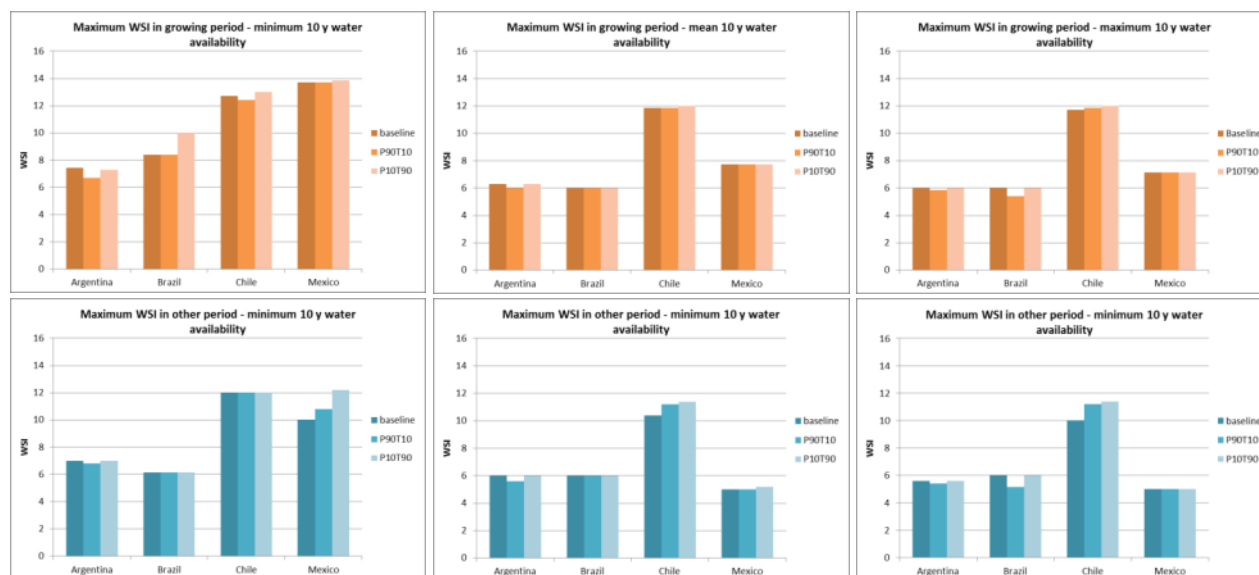 Maximum WSI in growing period - minimum 10 y water
availability
16
14
12
10
8
6
4
2
0
WSI
Argentina
Brazil
Chile
Mexico
baseline
P90T10
P10T90
Maximum WSI in growing period - mean 10 y water
availability
16
14
12
10
8
6
4
2
0
WSI
Argentina
Brazil
Chile
Mexico
baseline
P90T10
P10T90
Maximum WSI in growing period - maximum 10 y water
availability
16
14
12
10
8
6
4
2
0
WSI
Argentina
Brazil
Chile
Mexico
Baseline
P90T10
P10T90
Maximum WSI in other period - minimum 10 y water
availability
16
14
12
10
8
6
4
2
0
WSI
Argentina
Brazil
Chile
Mexico
baseline
P90T10
P10T90
Maximum WSI in other period - minimum 10 y water
availability
16
14
12
10
8
6
4
2
0
WSI
Argentina
Brazil
Chile
Mexico
baseline
P90T10
P10T90
Maximum WSI in other period - minimum 10 y water
availability
16
14
12
10
8
6
4
2
0
WSI
Argentina
Brazil
Chile
Mexico
baseline
P90T10
P10T90